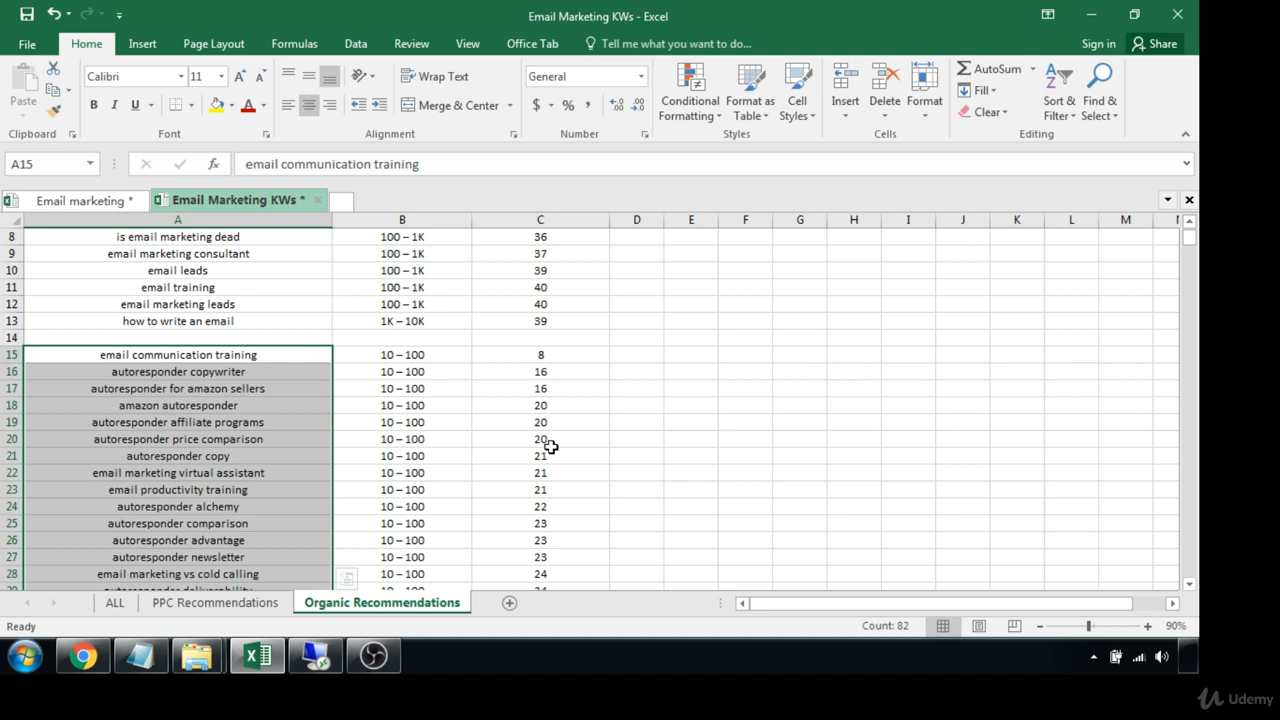 Email Marketing KWs - Excel
File Home Insert Page Layout Formulas Data Review View Office Tab Tell me what you want to do... Sign in Share
Paste Calibri 11 Wrap Text General AutoSum
Merge & Center $ % Conditional Formatting Format as Table Cell Styles Insert Delete Format Fill Sort & Filter Find & Select
Clear
Clipboard Font Alignment Number Styles Cells Editing
A15 fx email communication training
Email marketing * Email Marketing KWs *
A B C D E F G H I J K L M
8 is email marketing dead 100 – 1K 36
9 email marketing consultant 100 – 1K 37
10 email leads 100 – 1K 39
11 email training 100 – 1K 40
12 email marketing leads 100 – 1K 40
13 how to write an email 1K – 10K 39
14
15 email communication training 10 – 100 8
16 autoresponder copywriter 10 – 100 16
17 autoresponder for amazon sellers 10 – 100 16
18 amazon autoresponder 10 – 100 20
19 autoresponder affiliate programs 10 – 100 20
20 autoresponder price comparison 10 – 100 20
21 autoresponder copy 10 – 100 21
22 email marketing virtual assistant 10 – 100 21
23 email productivity training 10 – 100 21
24 autoresponder alchemy 10 – 100 22
25 autoresponder comparison 10 – 100 23
26 autoresponder advantage 10 – 100 23
27 autoresponder newsletter 10 – 100 23
28 email marketing vs cold calling 10 – 100 24
ALL PPC Recommendations Organic Recommendations
Ready Count: 82 90%
Udemy